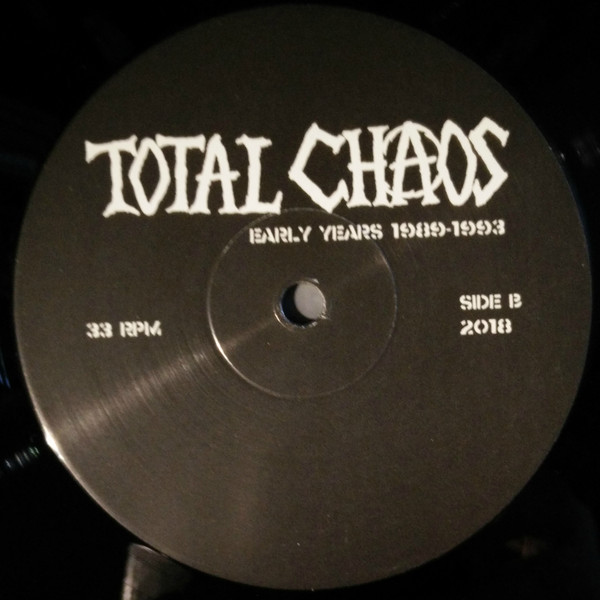 TOTAL CHAOS
EARLY YEARS 1989-1993
33 RPM
SIDE B
2018